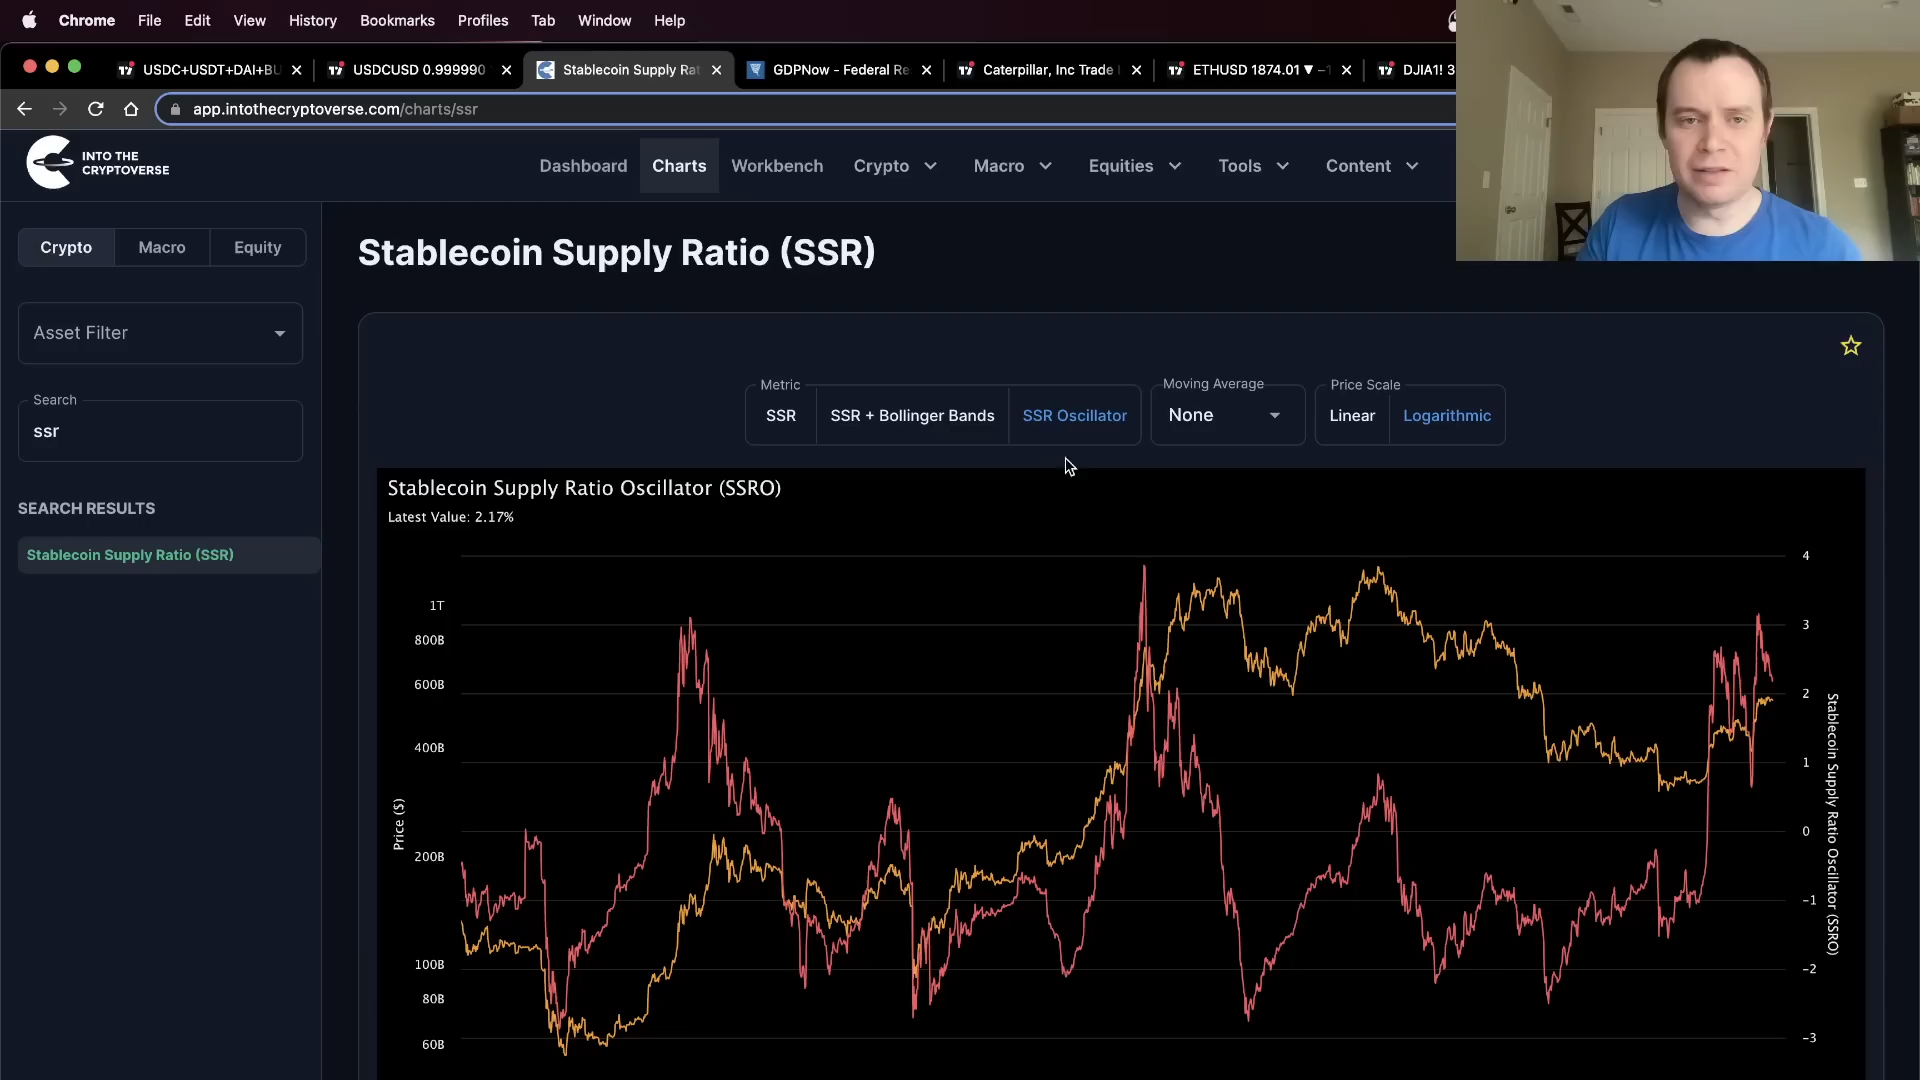 Chrome File Edit View History Bookmarks Profiles Tab Window Help
USDC+USDT+DAI+BU
USDCUSD 0.999990
Stablecoin Supply Rat
GDPNow - Federal Re
Caterpillar, Inc Trade
ETHUSD 1874.01 ▼ −1
DJIA1! 3
app.intothecryptoverse.com/charts/ssr
INTO THE
CRYPTOVERSE
Dashboard Charts Workbench Crypto Macro Equities Tools Content
Crypto Macro Equity
Asset Filter
Search
ssr
SEARCH RESULTS
Stablecoin Supply Ratio (SSR)
Stablecoin Supply Ratio (SSR)
Metric
SSR SSR + Bollinger Bands SSR Oscillator
Moving Average
None
Price Scale
Linear Logarithmic
Stablecoin Supply Ratio Oscillator (SSRO)
Latest Value: 2.17%
1T
800B
600B
400B
200B
100B
80B
60B
Price ($)
4
3
2
1
0
−1
−2
−3
Stablecoin Supply Ratio Oscillator (SSRO)